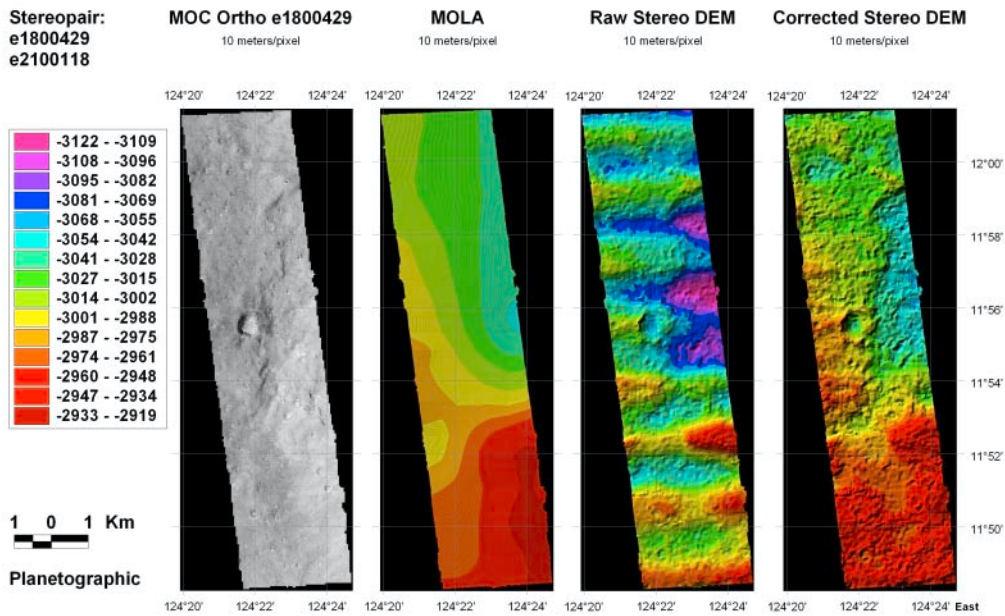 Stereopair:
e1800429
e2100118
MOC Ortho e1800429
10 meters/pixel
MOLA
10 meters/pixel
Raw Stereo DEM
10 meters/pixel
Corrected Stereo DEM
10 meters/pixel
124°20' 124°22' 124°24' 124°20' 124°22' 124°24' 124°20' 124°22' 124°24' 124°20' 124°22' 124°24'
-3122 - -3109
-3108 - -3096
-3095 - -3082
-3081 - -3069
-3068 - -3055
-3054 - -3042
-3041 - -3028
-3027 - -3015
-3014 - -3002
-3001 - -2988
-2987 - -2975
-2974 - -2961
-2960 - -2948
-2947 - -2934
-2933 - -2919
12°00'
11°58'
11°56'
11°54'
11°52'
11°50'
1 0 1 Km
Planetographic
124°20' 124°22' 124°24' 124°20' 124°22' 124°24' 124°20' 124°22' 124°24' 124°20' 124°22' 124°24' East